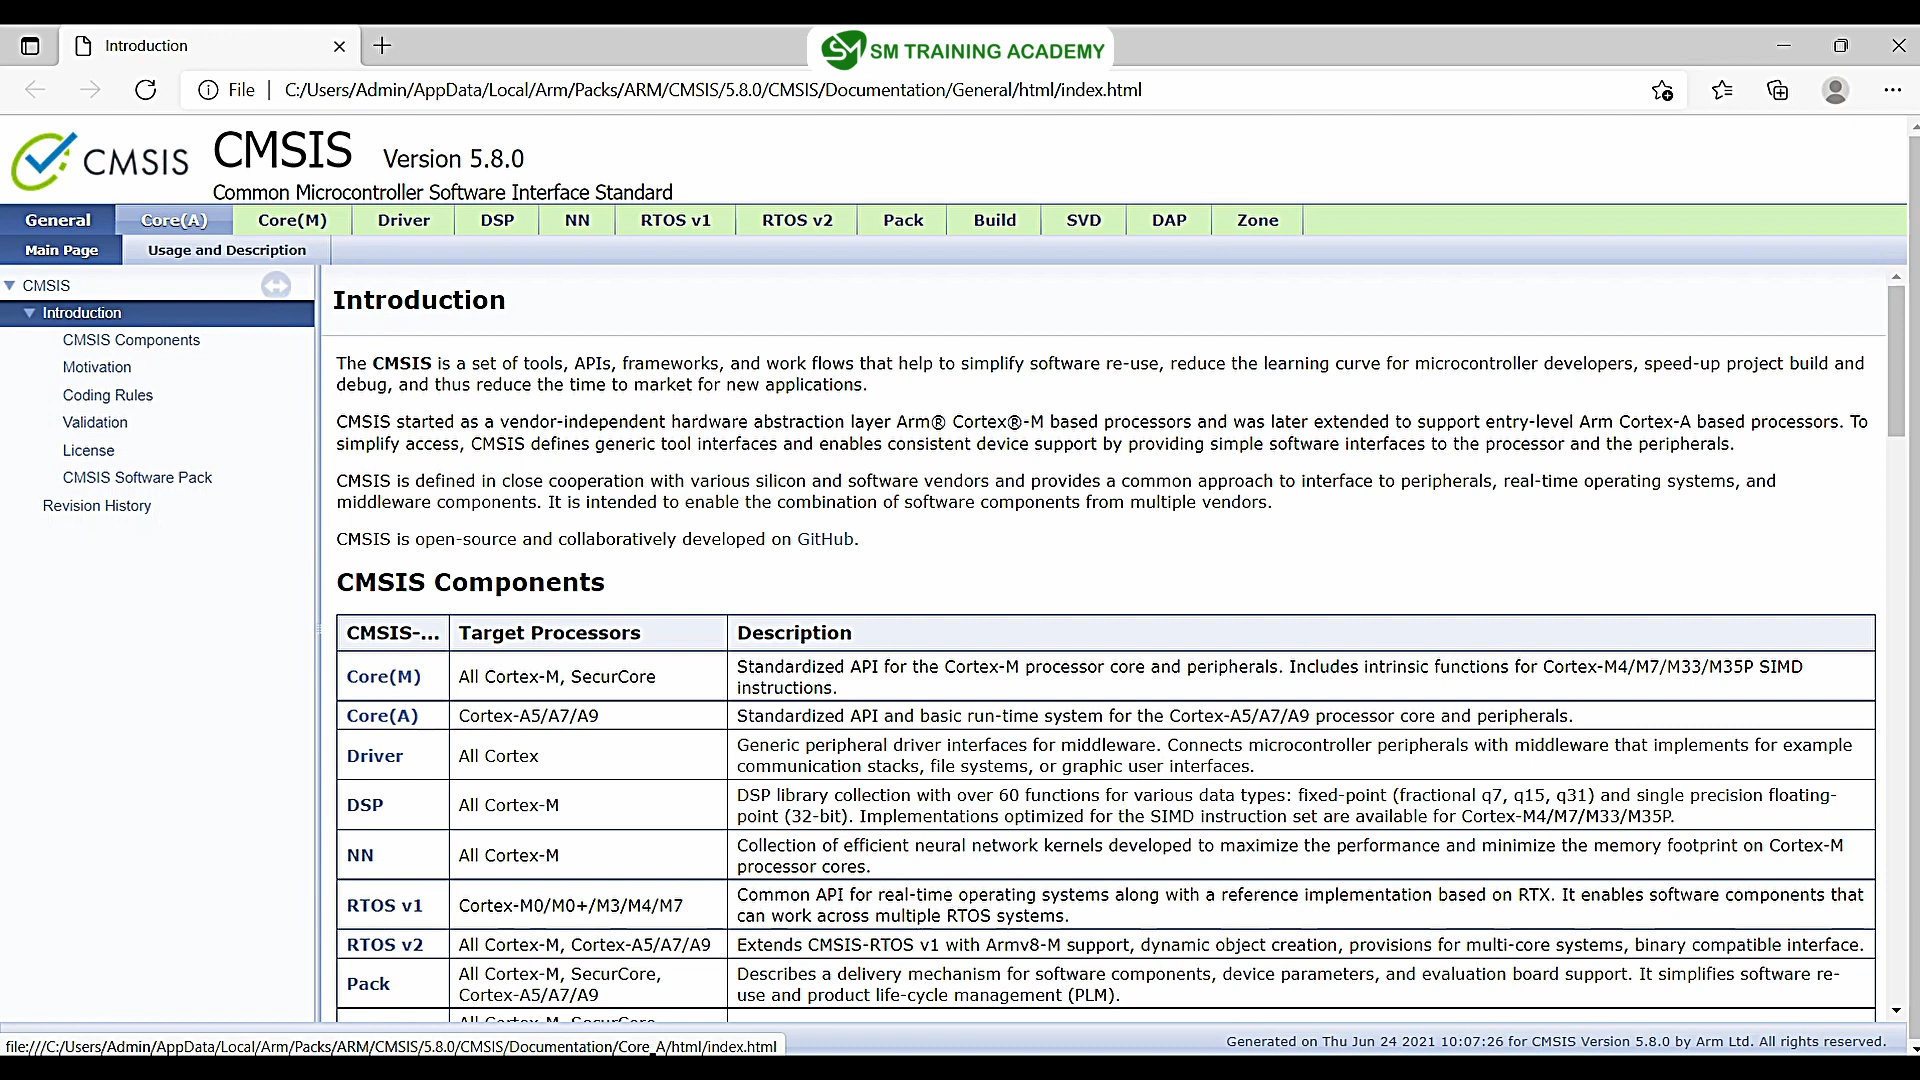 Introduction
SM TRAINING ACADEMY
File | C:/Users/Admin/AppData/Local/Arm/Packs/ARM/CMSIS/5.8.0/CMSIS/Documentation/General/html/index.html
CMSIS
CMSIS Version 5.8.0
Common Microcontroller Software Interface Standard
General Core(A) Core(M) Driver DSP NN RTOS v1 RTOS v2 Pack Build SVD DAP Zone
Main Page Usage and Description
CMSIS
Introduction
CMSIS Components
Motivation
Coding Rules
Validation
License
CMSIS Software Pack
Revision History
Introduction
The CMSIS is a set of tools, APIs, frameworks, and work flows that help to simplify software re-use, reduce the learning curve for microcontroller developers, speed-up project build and
debug, and thus reduce the time to market for new applications.
CMSIS started as a vendor-independent hardware abstraction layer Arm® Cortex®-M based processors and was later extended to support entry-level Arm Cortex-A based processors. To
simplify access, CMSIS defines generic tool interfaces and enables consistent device support by providing simple software interfaces to the processor and the peripherals.
CMSIS is defined in close cooperation with various silicon and software vendors and provides a common approach to interface to peripherals, real-time operating systems, and
middleware components. It is intended to enable the combination of software components from multiple vendors.
CMSIS is open-source and collaboratively developed on GitHub.
CMSIS Components
CMSIS-... Target Processors Description
Core(M) All Cortex-M, SecurCore Standardized API for the Cortex-M processor core and peripherals. Includes intrinsic functions for Cortex-M4/M7/M33/M35P SIMD
instructions.
Core(A) Cortex-A5/A7/A9 Standardized API and basic run-time system for the Cortex-A5/A7/A9 processor core and peripherals.
Driver All Cortex Generic peripheral driver interfaces for middleware. Connects microcontroller peripherals with middleware that implements for example
communication stacks, file systems, or graphic user interfaces.
DSP All Cortex-M DSP library collection with over 60 functions for various data types: fixed-point (fractional q7, q15, q31) and single precision floating-
point (32-bit). Implementations optimized for the SIMD instruction set are available for Cortex-M4/M7/M33/M35P.
NN All Cortex-M Collection of efficient neural network kernels developed to maximize the performance and minimize the memory footprint on Cortex-M
processor cores.
RTOS v1 Cortex-M0/M0+/M3/M4/M7 Common API for real-time operating systems along with a reference implementation based on RTX. It enables software components that
can work across multiple RTOS systems.
RTOS v2 All Cortex-M, Cortex-A5/A7/A9 Extends CMSIS-RTOS v1 with Armv8-M support, dynamic object creation, provisions for multi-core systems, binary compatible interface.
Pack All Cortex-M, SecurCore, Describes a delivery mechanism for software components, device parameters, and evaluation board support. It simplifies software re-
Cortex-A5/A7/A9 use and product life-cycle management (PLM).
All Cortex-M, SecurCore
file:///C:/Users/Admin/AppData/Local/Arm/Packs/ARM/CMSIS/5.8.0/CMSIS/Documentation/Core_A/html/index.html
Generated on Thu Jun 24 2021 10:07:26 for CMSIS Version 5.8.0 by Arm Ltd. All rights reserved.